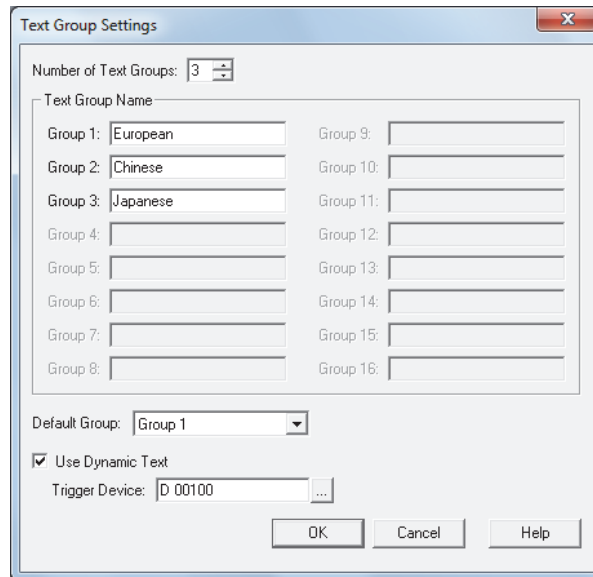 Text Group Settings
Number of Text Groups: 3
Text Group Name
Group 1: European
Group 2: Chinese
Group 3: Japanese
Group 4:
Group 5:
Group 6:
Group 7:
Group 8:
Group 9:
Group 10:
Group 11:
Group 12:
Group 13:
Group 14:
Group 15:
Group 16:
Default Group: Group 1
Use Dynamic Text
Trigger Device: D 00100 ...
OK Cancel Help